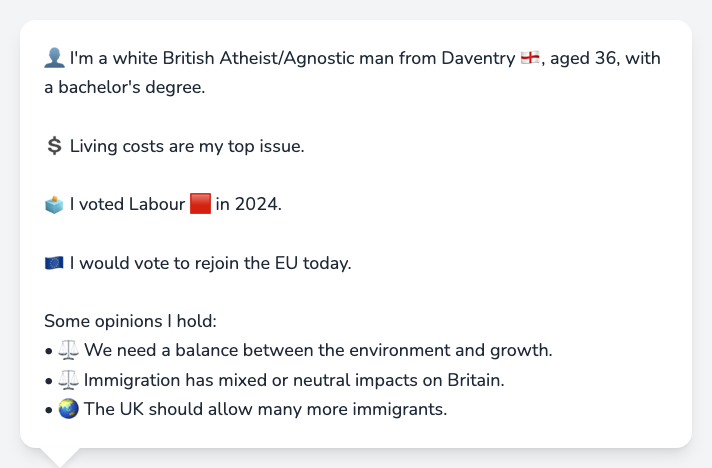 👤 I'm a white British Atheist/Agnostic man from Daventry 🏴󠁧󠁢󠁥󠁮󠁧󠁿, aged 36, with
a bachelor's degree.
💲 Living costs are my top issue.
🗳️ I voted Labour 🟥 in 2024.
🇪🇺 I would vote to rejoin the EU today.
Some opinions I hold:
• ⚖️ We need a balance between the environment and growth.
• ⚖️ Immigration has mixed or neutral impacts on Britain.
• 🌏 The UK should allow many more immigrants.